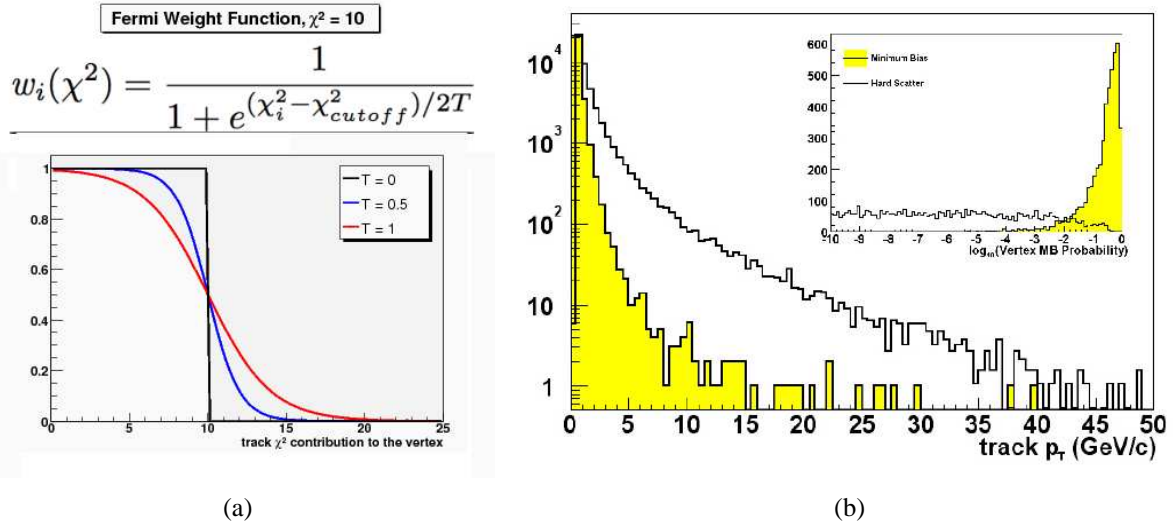 Fermi Weight Function, χ² = 10
wᵢ(χ²) = 1 / (1 + e^{(χᵢ² − χ²_{cutoff})/2T})
1
0.8
0.6
0.4
0.2
0
0 5 10 15 20 25
track χ² contribution to the vertex
T = 0
T = 0.5
T = 1
(a)
10⁴
10³
10²
10
1
0 5 10 15 20 25 30 35 40 45 50
track p_T (GeV/c)
600
500
400
300
200
100
0
-10 -9 -8 -7 -6 -5 -4 -3 -2 -1 0
log₁₀(Vertex MB Probability)
Minimum Bias
Hard Scatter
(b)